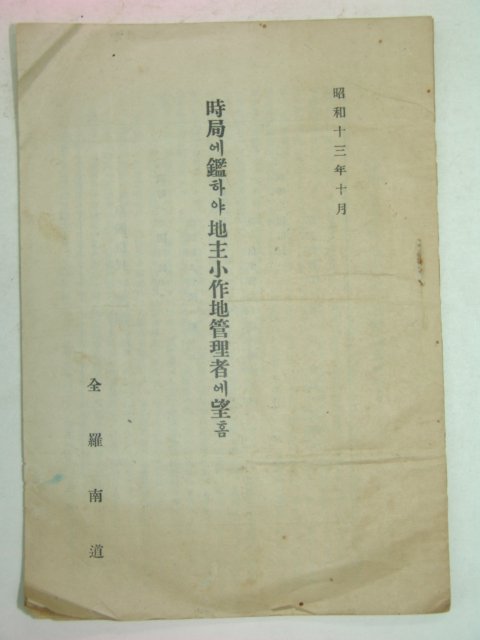 昭和十三年十月
時局에鑑하야地主小作地管理者에望홈
全羅南道